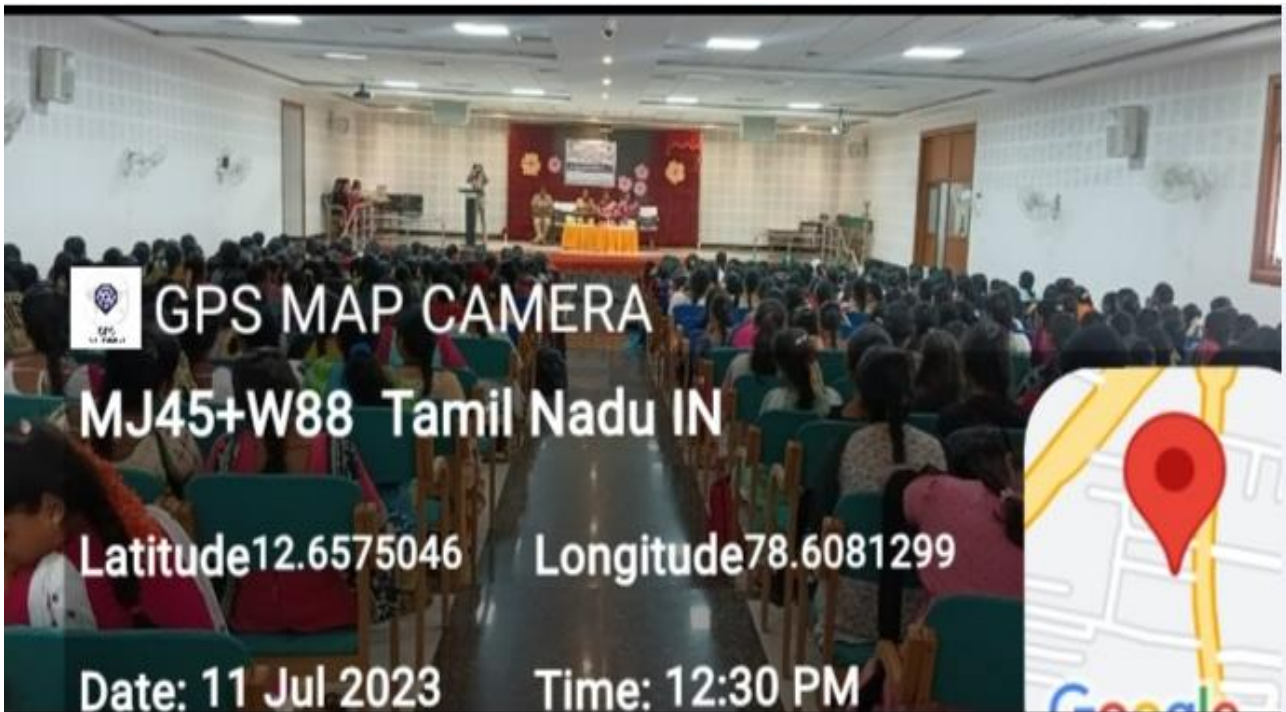 GPS MAP CAMERA
MJ45+W88 Tamil Nadu IN
Latitude12.6575046 Longitude78.6081299
Date: 11 Jul 2023 Time: 12:30 PM
Google